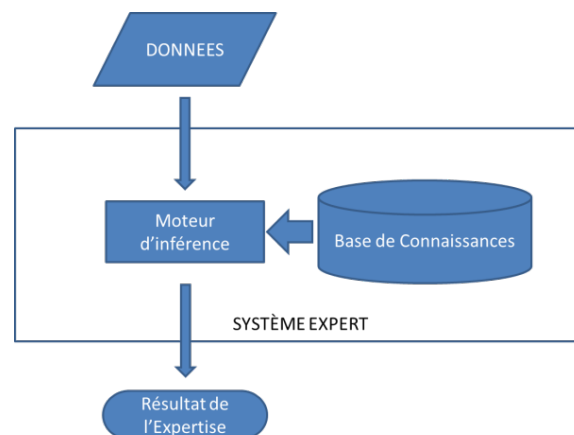 DONNEES
Moteur
d'inférence
Base de Connaissances
SYSTÈME EXPERT
Résultat de
l'Expertise